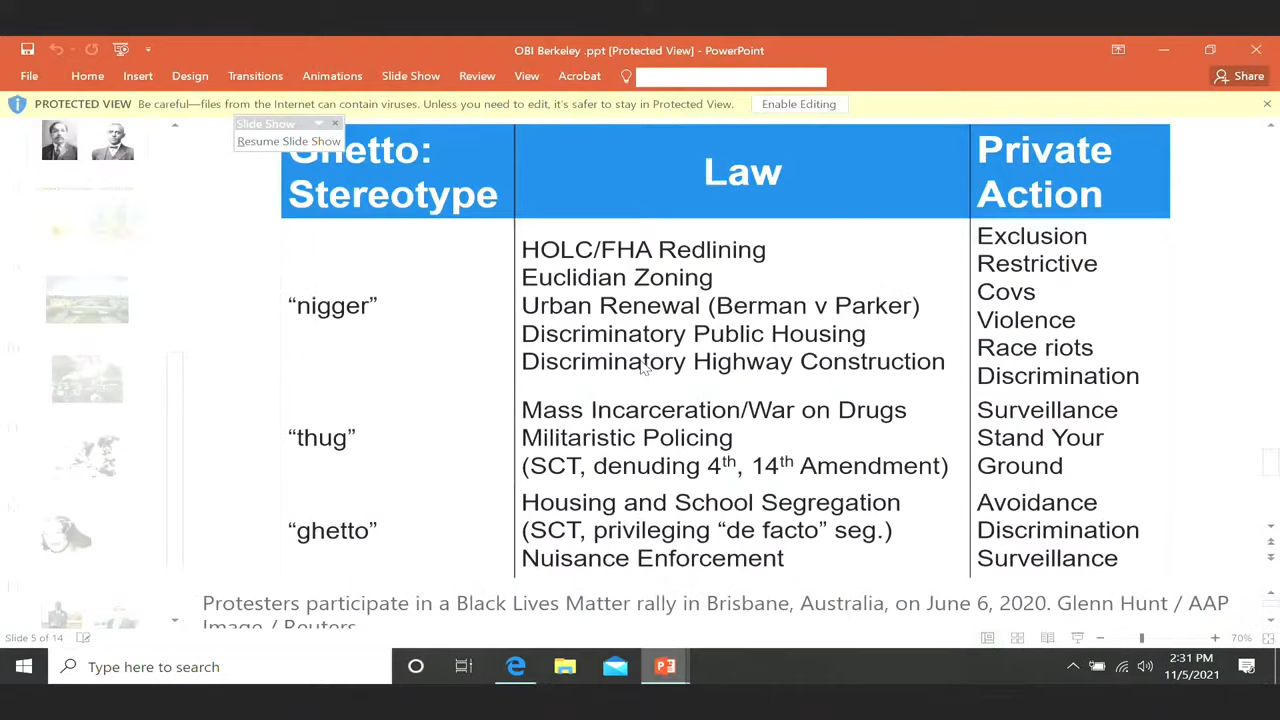 OBI Berkeley .ppt [Protected View] - PowerPoint
File Home Insert Design Transitions Animations Slide Show Review View Acrobat Share
PROTECTED VIEW Be careful—files from the Internet can contain viruses. Unless you need to edit, it's safer to stay in Protected View. Enable Editing
Slide Show
Resume Slide Show
Ghetto:
Stereotype
Law
Private
Action
"nigger"
HOLC/FHA Redlining
Euclidian Zoning
Urban Renewal (Berman v Parker)
Discriminatory Public Housing
Discriminatory Highway Construction
Exclusion
Restrictive
Covs
Violence
Race riots
Discrimination
"thug"
Mass Incarceration/War on Drugs
Militaristic Policing
(SCT, denuding 4th, 14th Amendment)
Surveillance
Stand Your
Ground
"ghetto"
Housing and School Segregation
(SCT, privileging "de facto" seg.)
Nuisance Enforcement
Avoidance
Discrimination
Surveillance
Protesters participate in a Black Lives Matter rally in Brisbane, Australia, on June 6, 2020. Glenn Hunt / AAP
Image / Reuters
Slide 5 of 14
70%
Type here to search
2:31 PM
11/5/2021